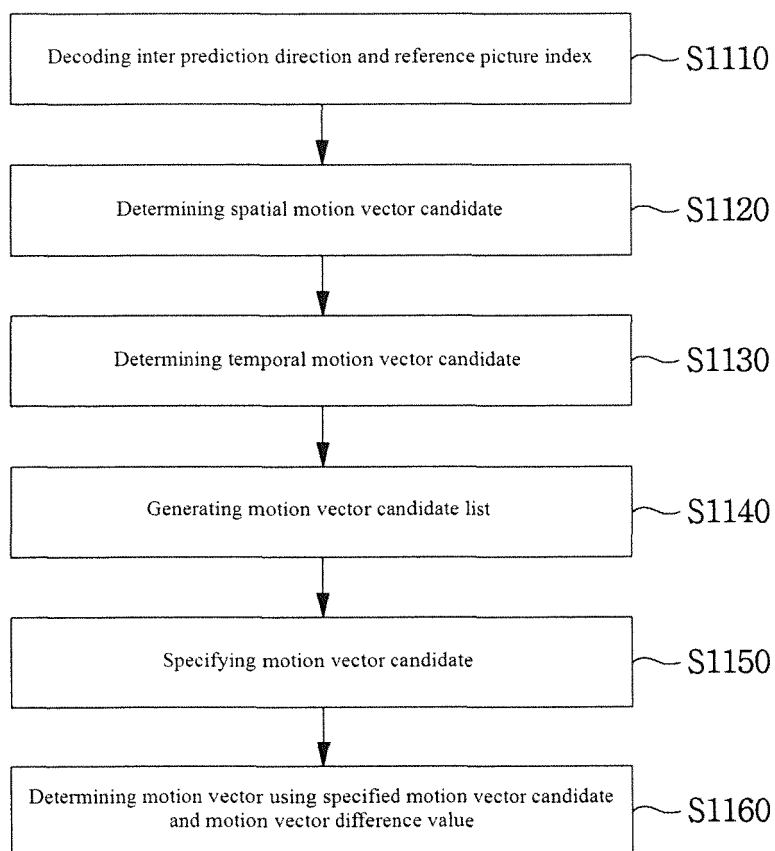 Decoding inter prediction direction and reference picture index
S1110
Determining spatial motion vector candidate
S1120
Determining temporal motion vector candidate
S1130
Generating motion vector candidate list
S1140
Specifying motion vector candidate
S1150
Determining motion vector using specified motion vector candidate
and motion vector difference value
S1160